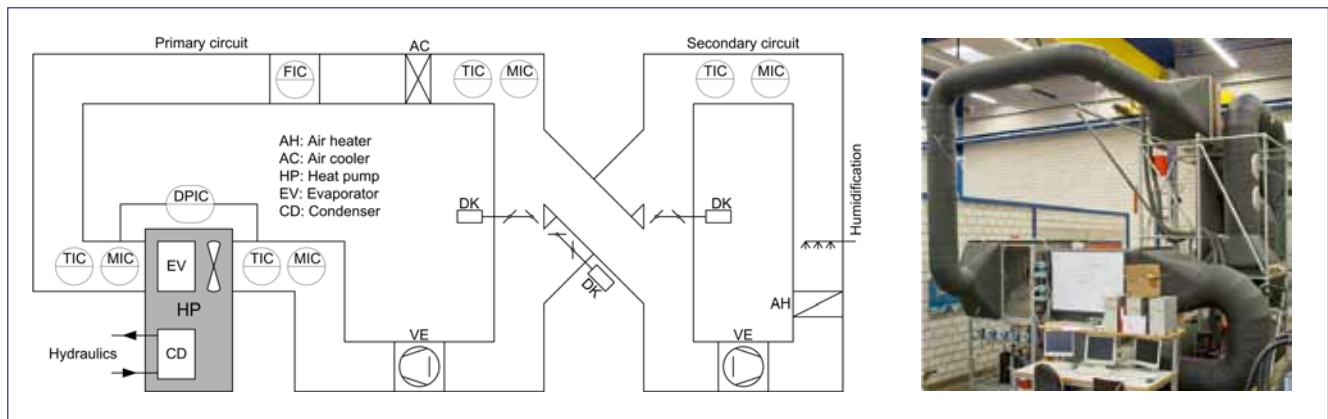 Primary circuit
AC
Secondary circuit
FIC
TIC
MIC
TIC
MIC
AH: Air heater
AC: Air cooler
HP: Heat pump
EV: Evaporator
CD: Condenser
DPIC
DK
DK
Humidification
TIC
MIC
EV
TIC
MIC
DK
AH
HP
VE
VE
Hydraulics
CD